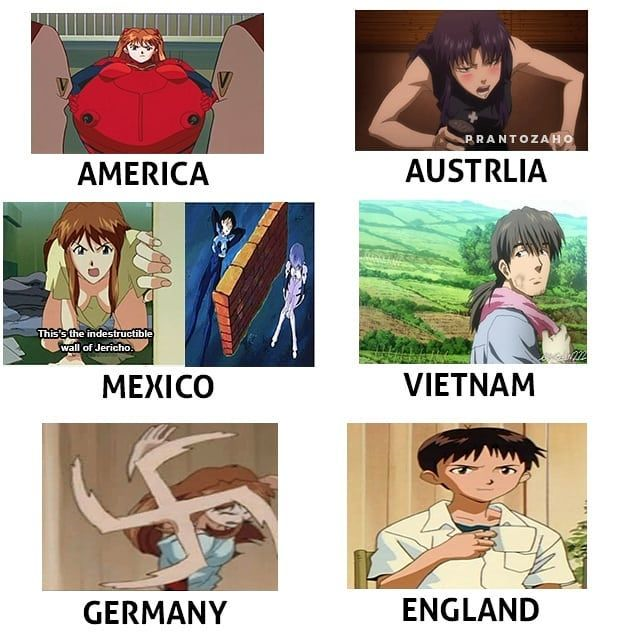 PRANTOZAHO
AMERICA
AUSTRLIA
This's the indestructible
wall of Jericho.
MEXICO
VIETNAM
GERMANY
ENGLAND